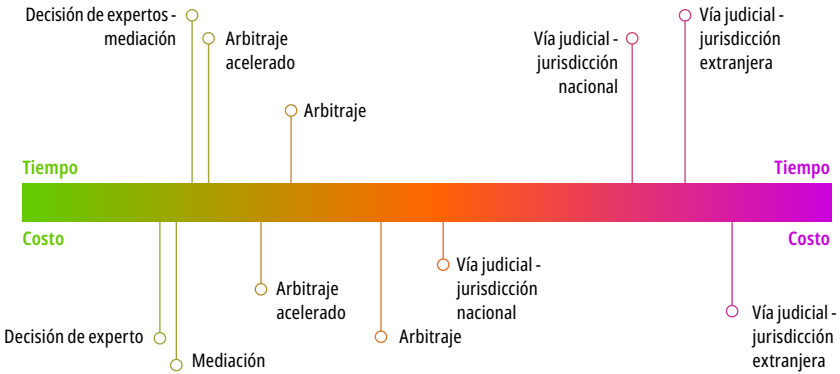 Decisión de expertos -
mediación
Arbitraje
acelerado
Arbitraje
Vía judicial -
jurisdicción
nacional
Vía judicial -
jurisdicción
extranjera
Tiempo
Tiempo
Costo
Costo
Decisión de experto
Mediación
Arbitraje
acelerado
Arbitraje
Vía judicial -
jurisdicción
nacional
Vía judicial -
jurisdicción
extranjera